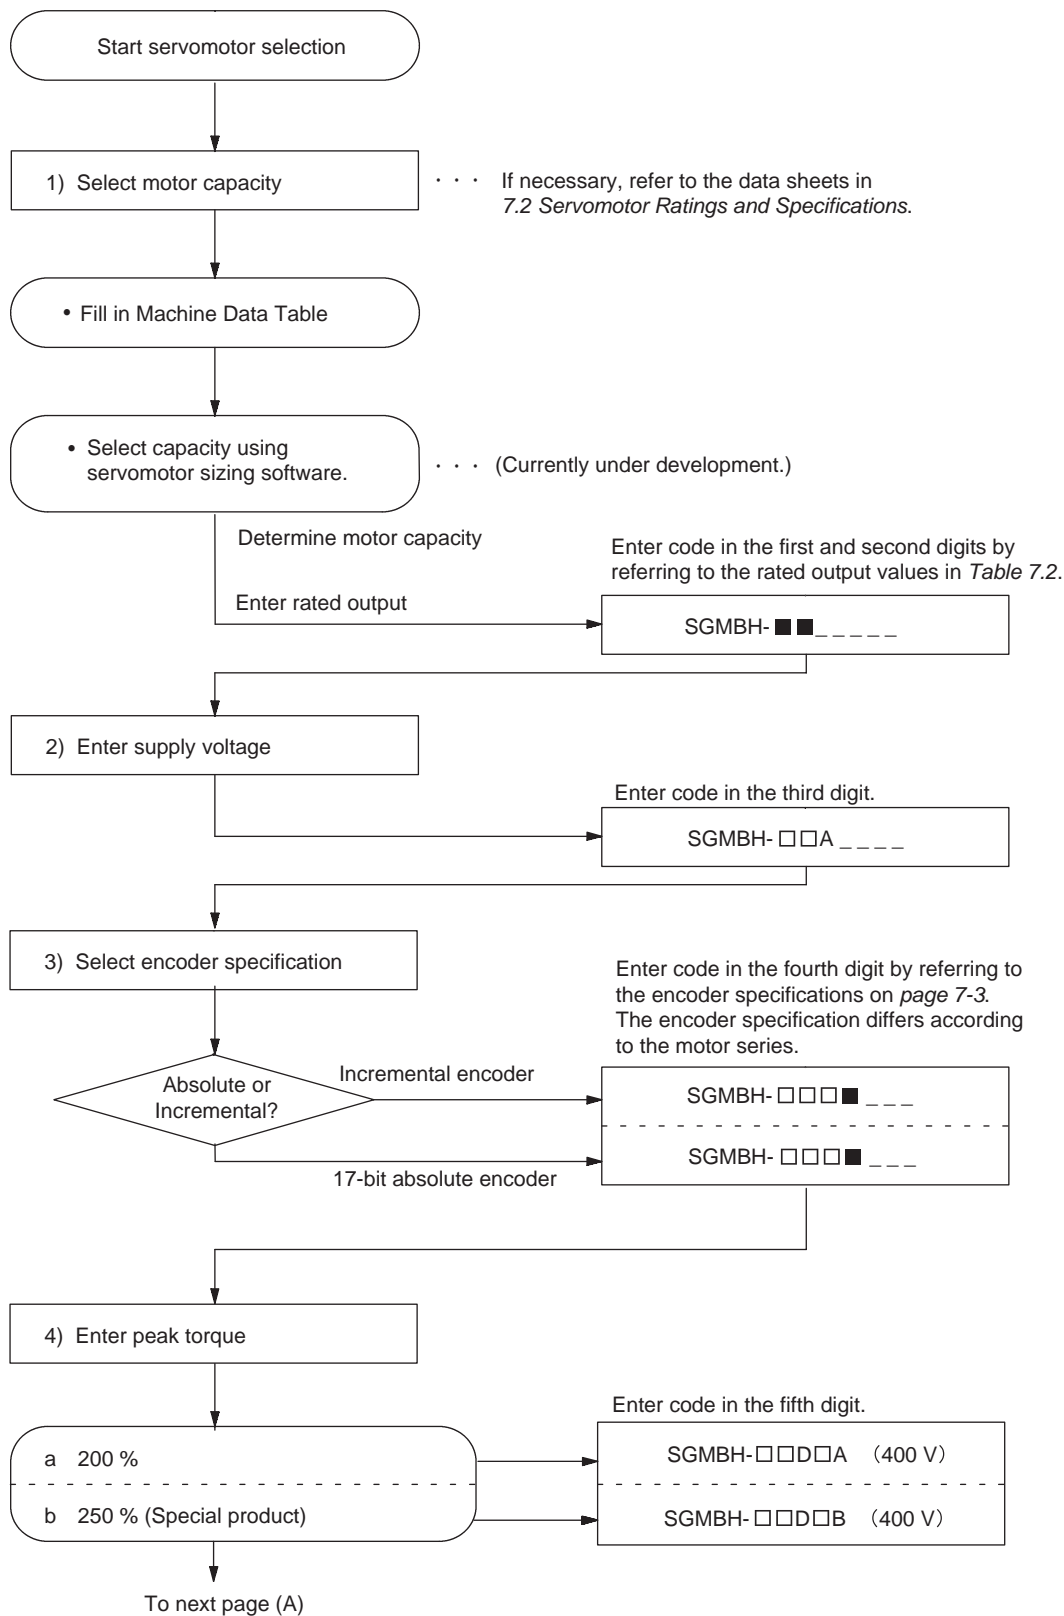 Start servomotor selection
1) Select motor capacity
· · · If necessary, refer to the data sheets in
7.2 Servomotor Ratings and Specifications.
• Fill in Machine Data Table
• Select capacity using
servomotor sizing software.
· · · (Currently under development.)
Determine motor capacity
Enter code in the first and second digits by
referring to the rated output values in Table 7.2.
Enter rated output
SGMBH- ■ ■ _ _ _ _ _
2) Enter supply voltage
Enter code in the third digit.
SGMBH- □ □ A _ _ _ _
3) Select encoder specification
Enter code in the fourth digit by referring to
the encoder specifications on page 7-3.
The encoder specification differs according
to the motor series.
Absolute or
Incremental?
Incremental encoder
SGMBH- □ □ □ ■ _ _ _
17-bit absolute encoder
SGMBH- □ □ □ ■ _ _ _
4) Enter peak torque
Enter code in the fifth digit.
a 200 %
SGMBH- □ □ D □ A (400 V)
b 250 % (Special product)
SGMBH- □ □ D □ B (400 V)
To next page (A)